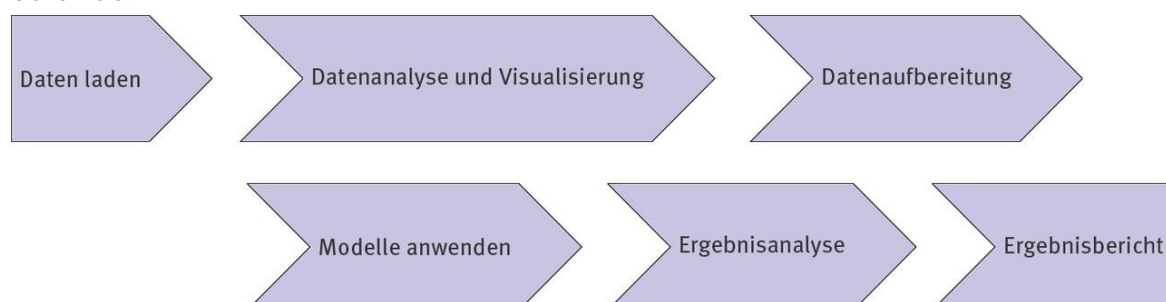 Daten laden
Datenanalyse und Visualisierung
Datenaufbereitung
Modelle anwenden
Ergebnisanalyse
Ergebnisbericht